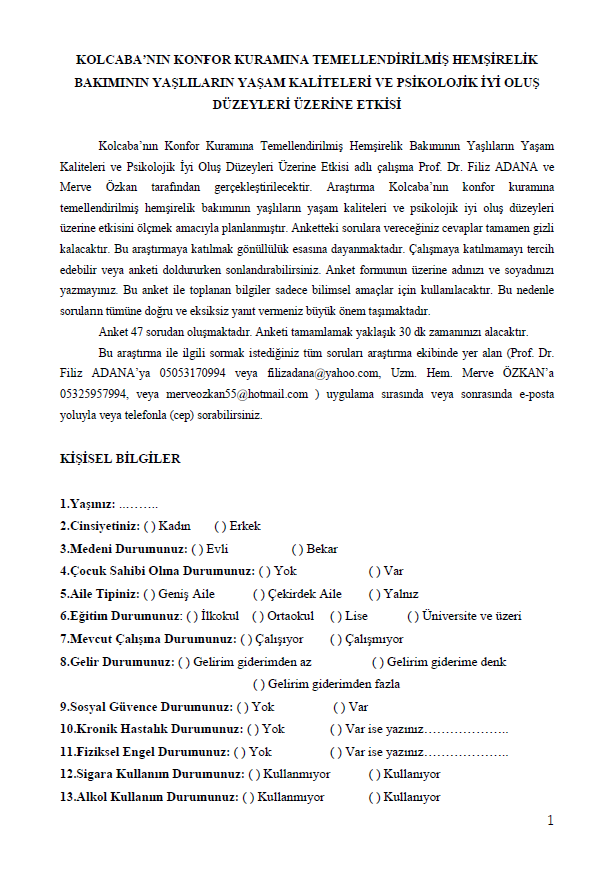 KOLCABA’NIN KONFOR KURAMINA TEMELLENDİRİLMİŞ HEMŞİRELİK
BAKIMININ YAŞLILARIN YAŞAM KALİTELERİ VE PSİKOLOJİK İYİ OLUŞ
DÜZEYLERİ ÜZERİNE ETKİSİ
Kolcaba’nın Konfor Kuramına Temellendirilmiş Hemşirelik Bakımının Yaşlıların Yaşam
Kaliteleri ve Psikolojik İyi Oluş Düzeyleri Üzerine Etkisi adlı çalışma Prof. Dr. Filiz ADANA ve
Merve Özkan tarafından gerçekleştirilecektir. Araştırma Kolcaba’nın konfor kuramına
temellendirilmiş hemşirelik bakımının yaşlıların yaşam kaliteleri ve psikolojik iyi oluş düzeyleri
üzerine etkisini ölçmek amacıyla planlanmıştır. Anketteki sorulara vereceğiniz cevaplar tamamen gizli
kalacaktır. Bu araştırmaya katılmak gönüllülük esasına dayanmaktadır. Çalışmaya katılmamayı tercih
edebilir veya anketi doldururken sonlandırabilirsiniz. Anket formunun üzerine adınızı ve soyadınızı
yazmayınız. Bu anket ile toplanan bilgiler sadece bilimsel amaçlar için kullanılacaktır. Bu nedenle
soruların tümüne doğru ve eksiksiz yanıt vermeniz büyük önem taşımaktadır.
Anket 47 sorudan oluşmaktadır. Anketi tamamlamak yaklaşık 30 dk zamanınızı alacaktır.
Bu araştırma ile ilgili sormak istediğiniz tüm soruları araştırma ekibinde yer alan (Prof. Dr.
Filiz ADANA’ya 05053170994 veya filizadana@yahoo.com, Uzm. Hem. Merve ÖZKAN’a
05325957994, veya merveozkan55@hotmail.com ) uygulama sırasında veya sonrasında e-posta
yoluyla veya telefonla (cep) sorabilirsiniz.
KİŞİSEL BİLGİLER
1.Yaşınız: ………..
2.Cinsiyetiniz: ( ) Kadın ( ) Erkek
3.Medeni Durumunuz: ( ) Evli ( ) Bekar
4.Çocuk Sahibi Olma Durumunuz: ( ) Yok ( ) Var
5.Aile Tipiniz: ( ) Geniş Aile ( ) Çekirdek Aile ( ) Yalnız
6.Eğitim Durumunuz: ( ) İlkokul ( ) Ortaokul ( ) Lise ( ) Üniversite ve üzeri
7.Mevcut Çalışma Durumunuz: ( ) Çalışıyor ( ) Çalışmıyor
8.Gelir Durumunuz: ( ) Gelirim giderimden az ( ) Gelirim giderime denk
( ) Gelirim giderimden fazla
9.Sosyal Güvence Durumunuz: ( ) Yok ( ) Var
10.Kronik Hastalık Durumunuz: ( ) Yok ( ) Var ise yazınız………………..
11.Fiziksel Engel Durumunuz: ( ) Yok ( ) Var ise yazınız………………..
12.Sigara Kullanım Durumunuz: ( ) Kullanmıyor ( ) Kullanıyor
13.Alkol Kullanım Durumunuz: ( ) Kullanmıyor ( ) Kullanıyor
1